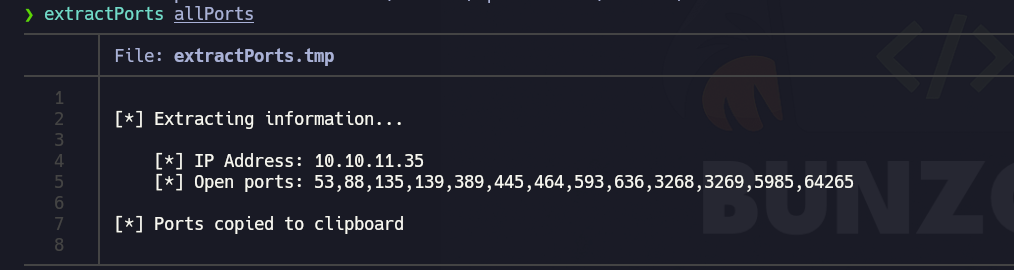 ❯ extractPorts allPorts
File: extractPorts.tmp
1
2 [*] Extracting information...
3
4 [*] IP Address: 10.10.11.35
5 [*] Open ports: 53,88,135,139,389,445,464,593,636,3268,3269,5985,64265
6
7 [*] Ports copied to clipboard
8